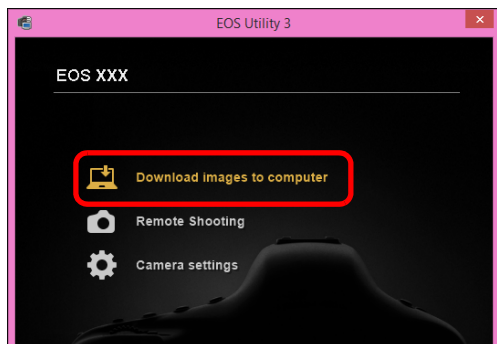 EOS Utility 3
EOS XXX
Download images to computer
Remote Shooting
Camera settings